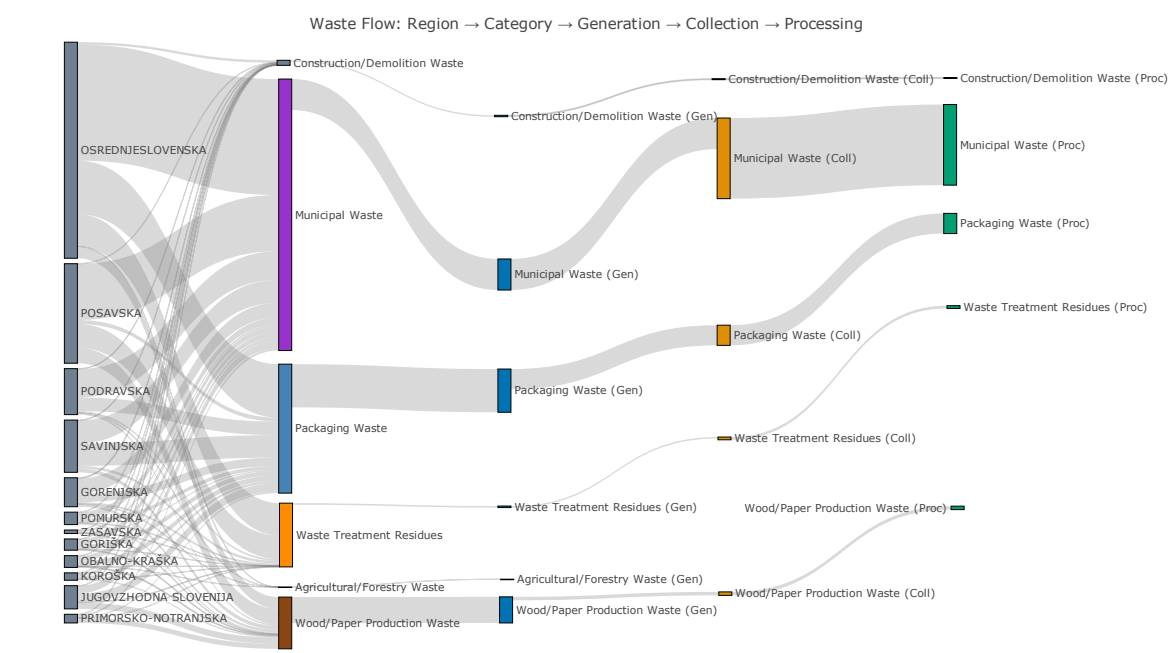 Waste Flow: Region → Category → Generation → Collection → Processing
OSREDNJESLOVENSKA
POSAVSKA
PODRAVSKA
SAVINJSKA
GORENJSKA
POMURSKA
ZASAVSKA
GORIŠKA
OBALNO-KRAŠKA
KOROŠKA
JUGOVZHODNA SLOVENIJA
PRIMORSKO-NOTRANJSKA
Construction/Demolition Waste
Municipal Waste
Packaging Waste
Waste Treatment Residues
Agricultural/Forestry Waste
Wood/Paper Production Waste
Construction/Demolition Waste (Gen)
Municipal Waste (Gen)
Packaging Waste (Gen)
Waste Treatment Residues (Gen)
Agricultural/Forestry Waste (Gen)
Wood/Paper Production Waste (Gen)
Construction/Demolition Waste (Coll)
Municipal Waste (Coll)
Packaging Waste (Coll)
Waste Treatment Residues (Coll)
Wood/Paper Production Waste (Coll)
Construction/Demolition Waste (Proc)
Municipal Waste (Proc)
Packaging Waste (Proc)
Waste Treatment Residues (Proc)
Wood/Paper Production Waste (Proc)